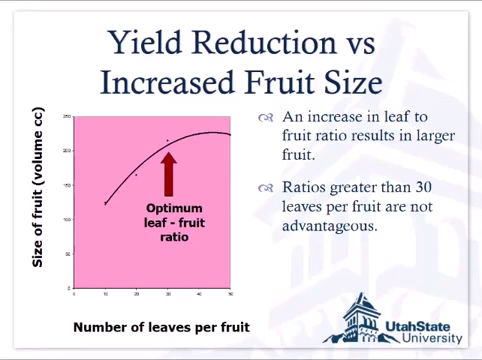 Yield Reduction vs
Increased Fruit Size
Size of fruit (volume cc)
250
200
150
100
50
0
0
10
20
30
40
50
Optimum
leaf - fruit
ratio
Number of leaves per fruit
An increase in leaf to
fruit ratio results in larger
fruit.
Ratios greater than 30
leaves per fruit are not
advantageous.
UtahState
University